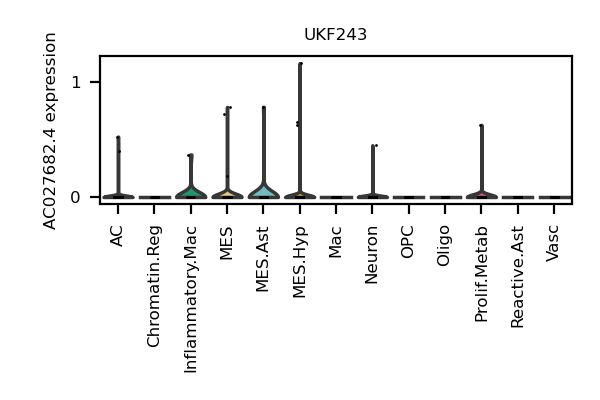 UKF243
AC027682.4 expression
1
0
AC
Chromatin.Reg
Inflammatory.Mac
MES
MES.Ast
MES.Hyp
Mac
Neuron
OPC
Oligo
Prolif.Metab
Reactive.Ast
Vasc